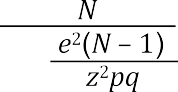 N
e²(N – 1)
z²pq